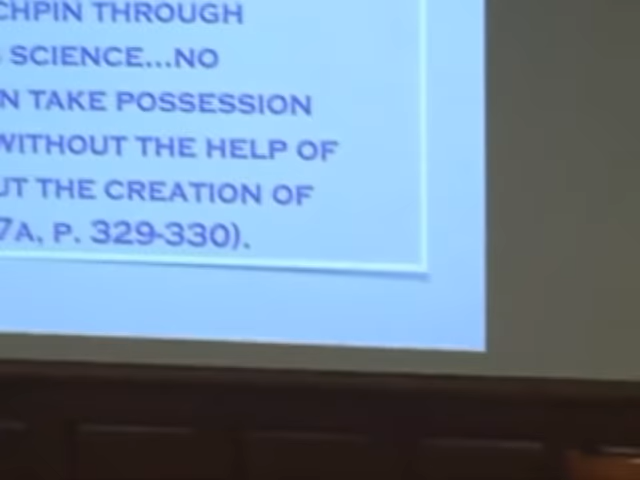 CHPIN THROUGH
SCIENCE...NO
N TAKE POSSESSION
WITHOUT THE HELP OF
UT THE CREATION OF
7A, P. 329-330).